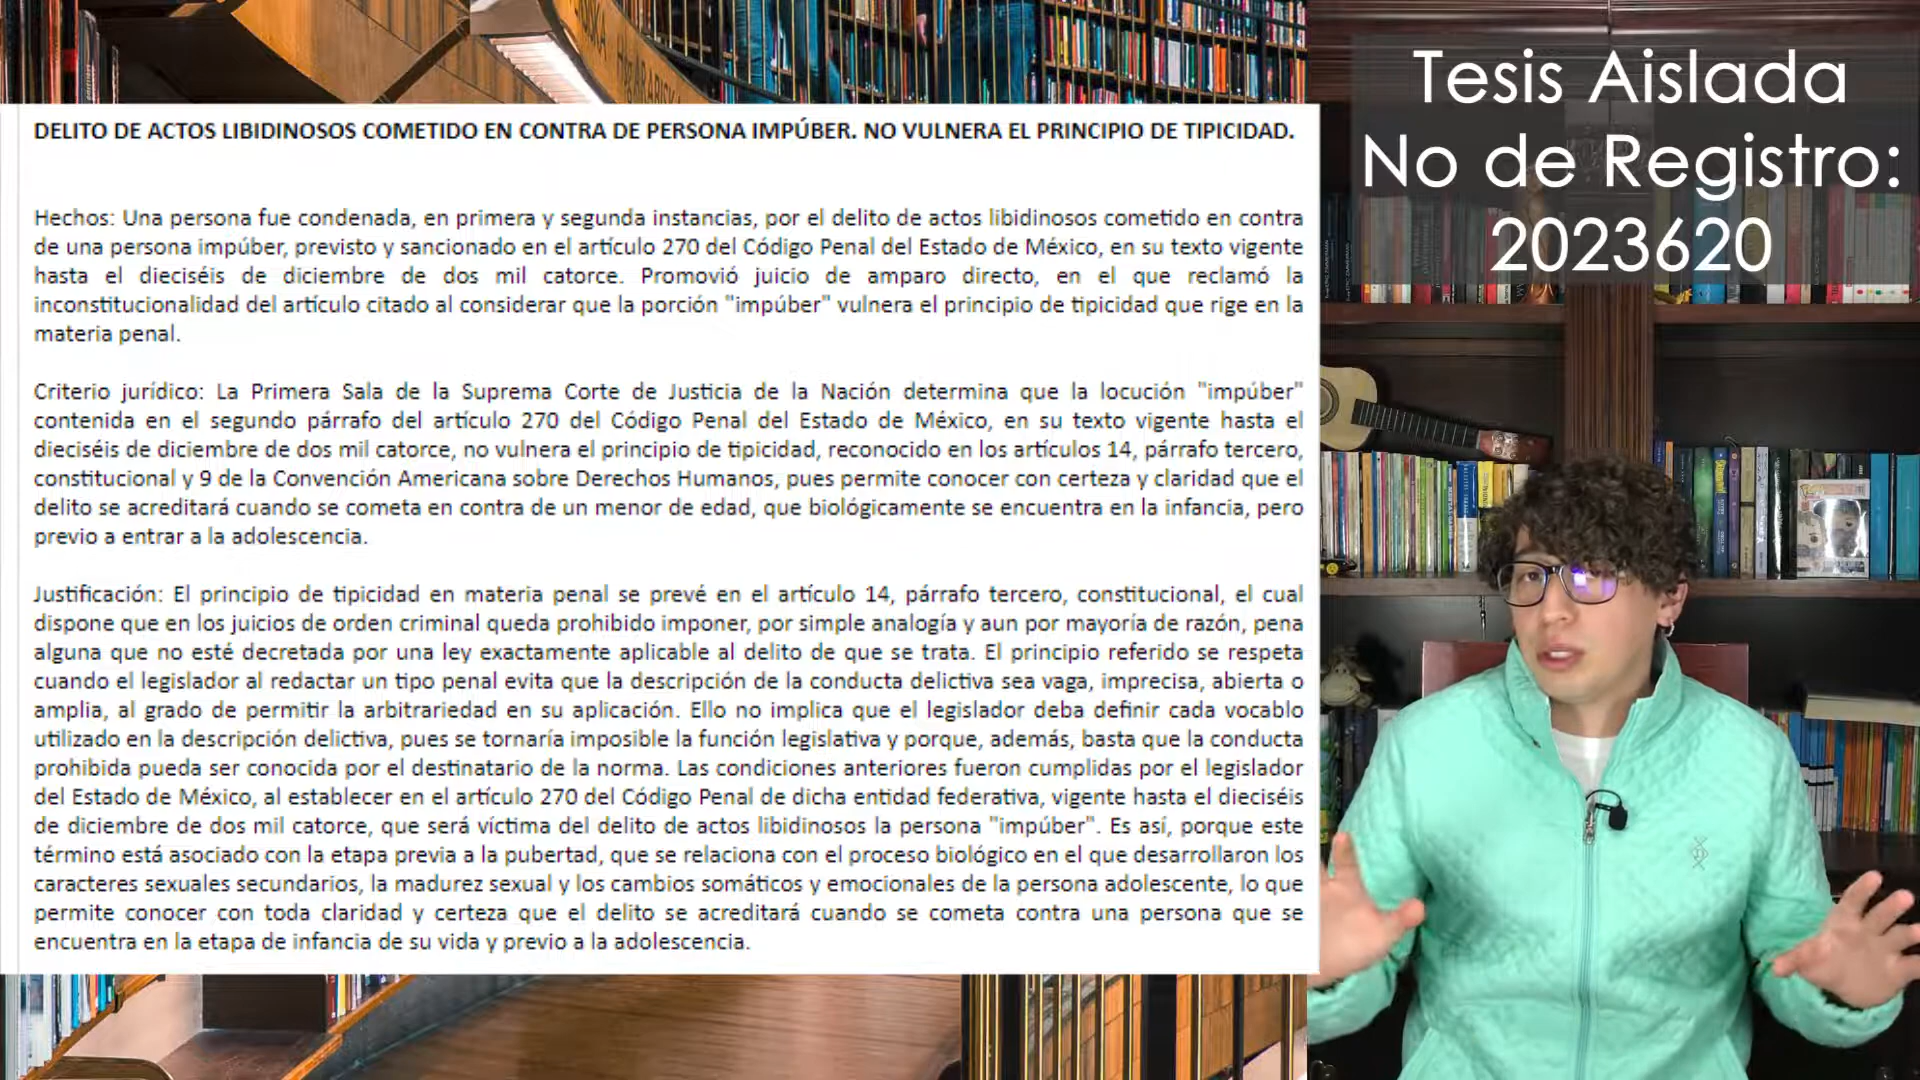 DELITO DE ACTOS LIBIDINOSOS COMETIDO EN CONTRA DE PERSONA IMPÚBER. NO VULNERA EL PRINCIPIO DE TIPICIDAD.
Hechos: Una persona fue condenada, en primera y segunda instancias, por el delito de actos libidinosos cometido en contra
de una persona impúber, previsto y sancionado en el artículo 270 del Código Penal del Estado de México, en su texto vigente
hasta el dieciséis de diciembre de dos mil catorce. Promovió juicio de amparo directo, en el que reclamó la
inconstitucionalidad del artículo citado al considerar que la porción "impúber" vulnera el principio de tipicidad que rige en la
materia penal.
Criterio jurídico: La Primera Sala de la Suprema Corte de Justicia de la Nación determina que la locución "impúber"
contenida en el segundo párrafo del artículo 270 del Código Penal del Estado de México, en su texto vigente hasta el
dieciséis de diciembre de dos mil catorce, no vulnera el principio de tipicidad, reconocido en los artículos 14, párrafo tercero,
constitucional y 9 de la Convención Americana sobre Derechos Humanos, pues permite conocer con certeza y claridad que el
delito se acreditará cuando se cometa en contra de un menor de edad, que biológicamente se encuentra en la infancia, pero
previo a entrar a la adolescencia.
Justificación: El principio de tipicidad en materia penal se prevé en el artículo 14, párrafo tercero, constitucional, el cual
dispone que en los juicios de orden criminal queda prohibido imponer, por simple analogía y aun por mayoría de razón, pena
alguna que no esté decretada por una ley exactamente aplicable al delito de que se trata. El principio referido se respeta
cuando el legislador al redactar un tipo penal evita que la descripción de la conducta delictiva sea vaga, imprecisa, abierta o
amplia, al grado de permitir la arbitrariedad en su aplicación. Ello no implica que el legislador deba definir cada vocablo
utilizado en la descripción delictiva, pues se tornaría imposible la función legislativa y porque, además, basta que la conducta
prohibida pueda ser conocida por el destinatario de la norma. Las condiciones anteriores fueron cumplidas por el legislador
del Estado de México, al establecer en el artículo 270 del Código Penal de dicha entidad federativa, vigente hasta el dieciséis
de diciembre de dos mil catorce, que será víctima del delito de actos libidinosos la persona "impúber". Es así, porque este
término está asociado con la etapa previa a la pubertad, que se relaciona con el proceso biológico en el que desarrollaron los
caracteres sexuales secundarios, la madurez sexual y los cambios somáticos y emocionales de la persona adolescente, lo que
permite conocer con toda claridad y certeza que el delito se acreditará cuando se cometa contra una persona que se
encuentra en la etapa de infancia de su vida y previo a la adolescencia.
Tesis Aislada
No de Registro:
2023620